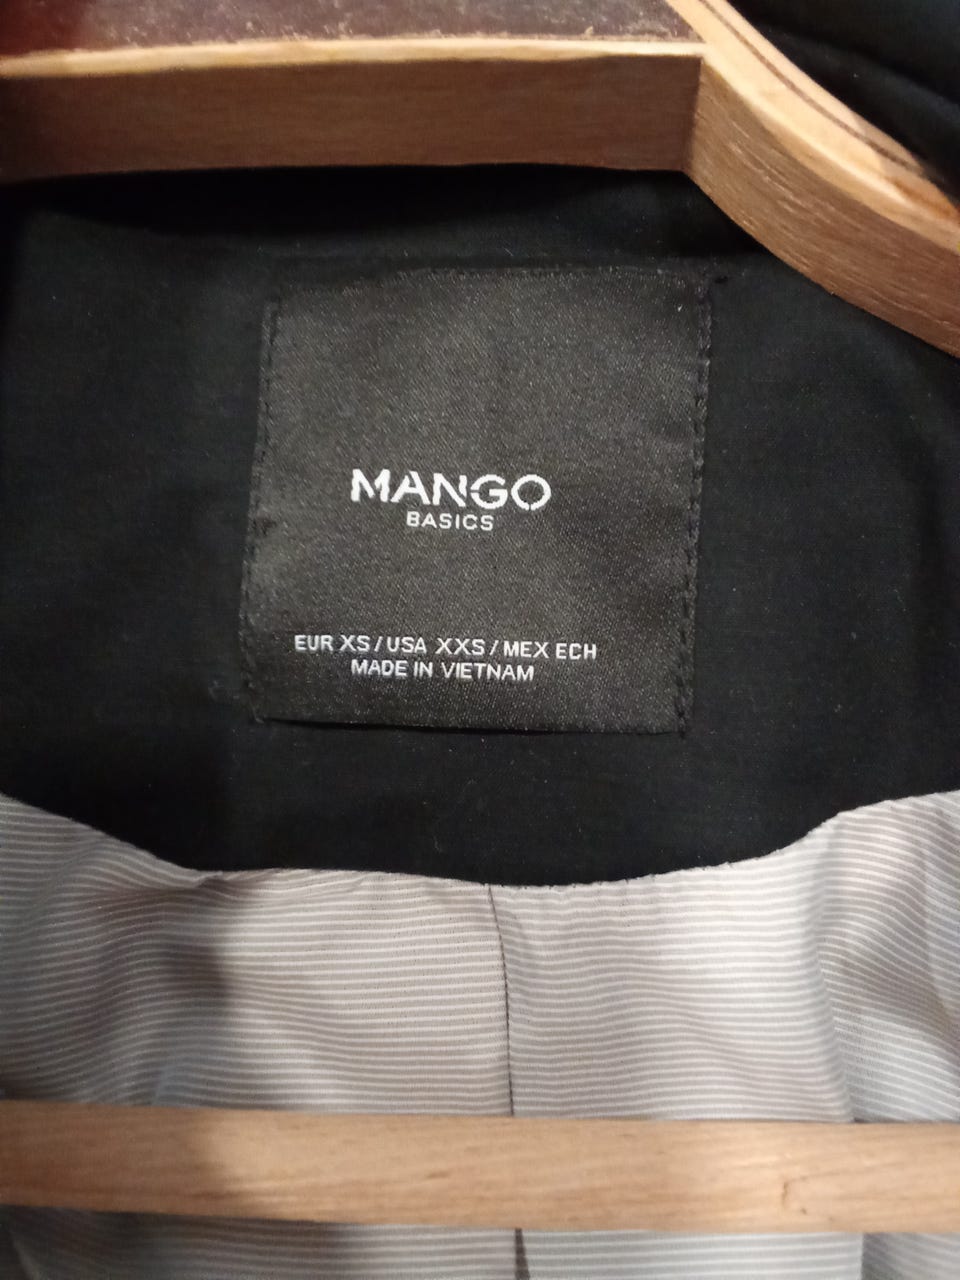 MANGO
BASICS
EUR XS / USA XXS / MEX ECH
MADE IN VIETNAM